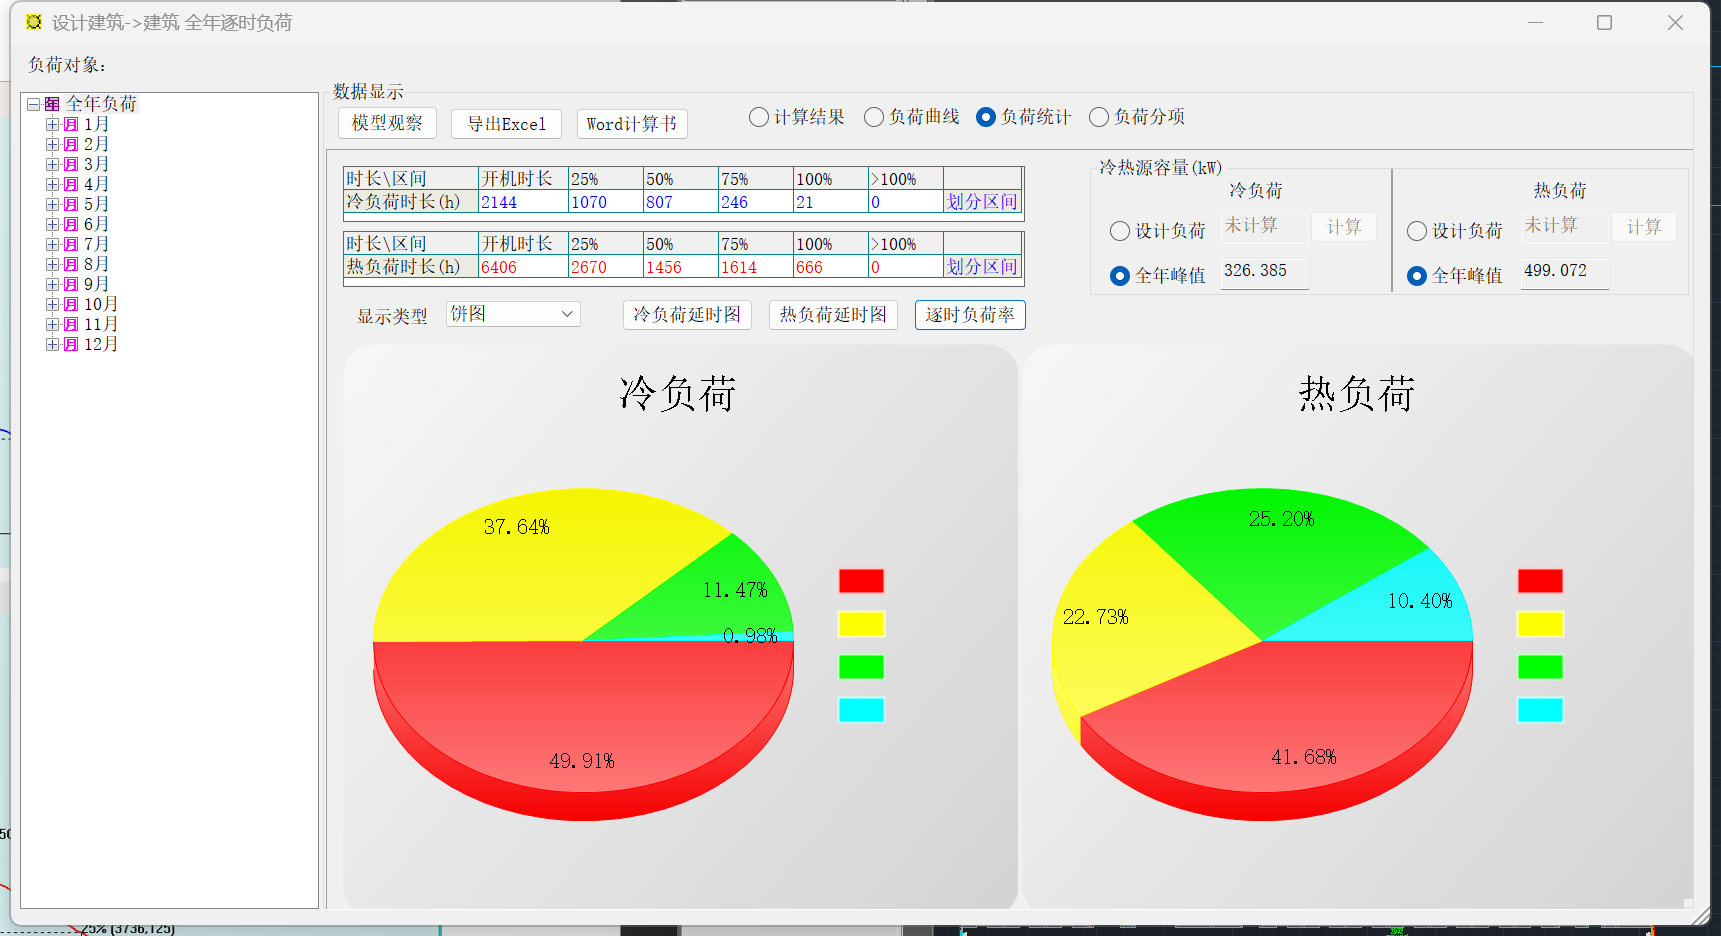 设计建筑->建筑 全年逐时负荷
负荷对象:
全年负荷
1月
2月
3月
4月
5月
6月
7月
8月
9月
10月
11月
12月
数据显示
模型观察 导出Excel Word计算书 计算结果 负荷曲线 负荷统计 负荷分项
时长\区间 开机时长 25% 50% 75% 100% >100%
冷负荷时长(h) 2144 1070 807 246 21 0 划分区间
时长\区间 开机时长 25% 50% 75% 100% >100%
热负荷时长(h) 6406 2670 1456 1614 666 0 划分区间
冷热源容量(kW)
冷负荷 热负荷
设计负荷 未计算 计算 设计负荷 未计算 计算
全年峰值 326.385 全年峰值 499.072
显示类型 饼图 冷负荷延时图 热负荷延时图 逐时负荷率
冷负荷
37.64%
11.47%
0.98%
49.91%
热负荷
25.20%
10.40%
22.73%
41.68%
25% (3736,125)